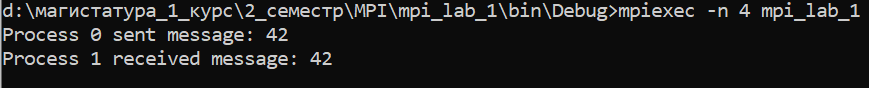 d:\магистатура_1_курс\2_семестр\MPI\mpi_lab_1\bin\Debug>mpiexec -n 4 mpi_lab_1
Process 0 sent message: 42
Process 1 received message: 42